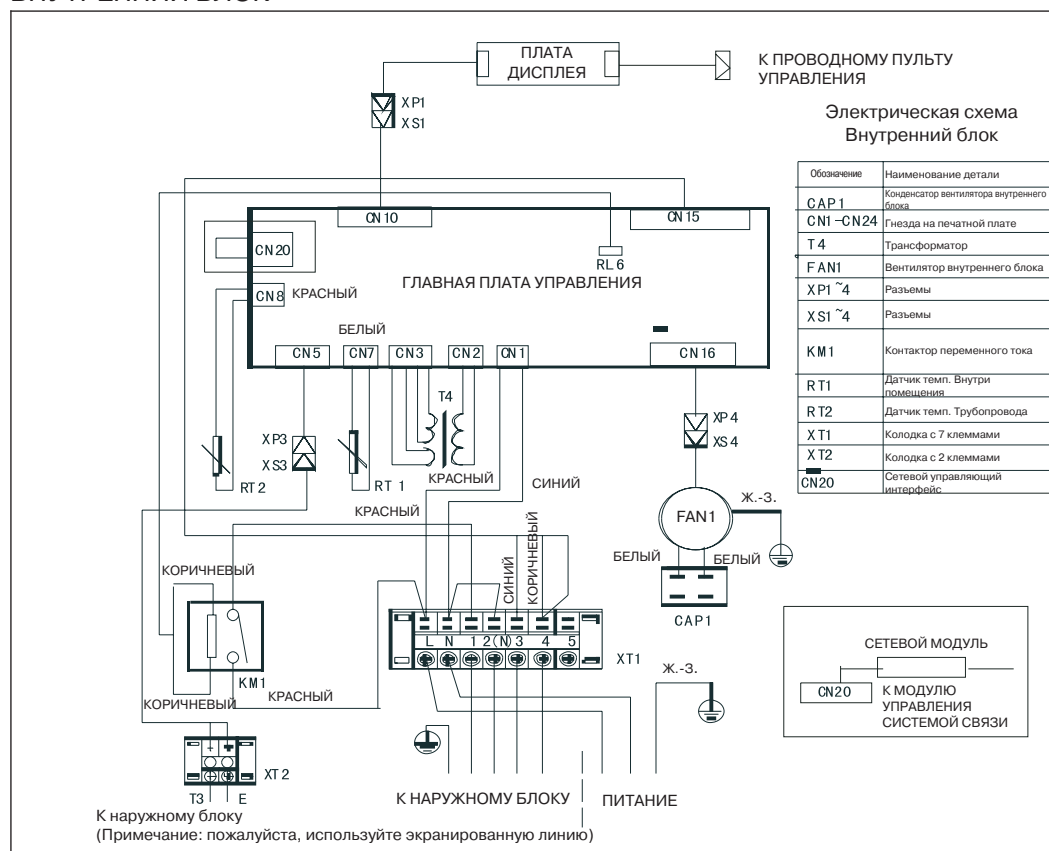 ПЛАТА
ДИСПЛЕЯ
К ПРОВОДНОМУ ПУЛЬТУ
УПРАВЛЕНИЯ
XP1
XS1
Электрическая схема
Внутренний блок
Обозначение Наименование детали
CAP1 Конденсатор вентилятора внутреннего
блока
CN1-CN24 Гнезда на печатной плате
T4 Трансформатор
FAN1 Вентилятор внутреннего блока
XP1~4 Разъемы
XS1~4 Разъемы
KM1 Контактор переменного тока
RT1 Датчик темп. Внутри
помещения
RT2 Датчик темп. Трубопровода
XT1 Колодка с 7 клеммами
XT2 Колодка с 2 клеммами
CN20 Сетевой управляющий
интерфейс
CN10
CN15
CN20
RL6
ГЛАВНАЯ ПЛАТА УПРАВЛЕНИЯ
CN8
КРАСНЫЙ
БЕЛЫЙ
CN5
CN7
CN3
CN2
CN1
CN16
T4
XP3
XS3
XP4
XS4
RT2
RT1
КРАСНЫЙ
СИНИЙ
КРАСНЫЙ
FAN1
Ж.-З.
СИНИЙ
КОРИЧНЕВЫЙ
БЕЛЫЙ
БЕЛЫЙ
CAP1
КОРИЧНЕВЫЙ
KM1
КОРИЧНЕВЫЙ
КРАСНЫЙ
L N 1 2(N) 3 4 5
XT1
Ж.-З.
СЕТЕВОЙ МОДУЛЬ
CN20
К МОДУЛЮ
УПРАВЛЕНИЯ
СИСТЕМОЙ СВЯЗИ
XT2
T3 E
К НАРУЖНОМУ БЛОКУ
ПИТАНИЕ
К наружному блоку
(Примечание: пожалуйста, используйте экранированную линию)